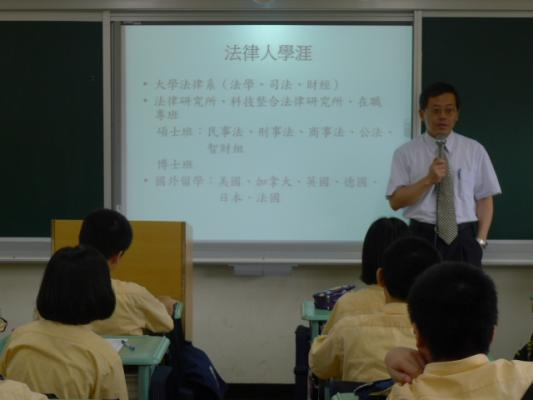 法律人學涯
• 大學法律系（法學、司法、財經）
• 法律研究所、科技整合法律研究所、在職
專班
碩士班：民事法、刑事法、商事法、公法、
智財組
博士班
• 國外留學：美國、加拿大、英國、德國、
日本、法國